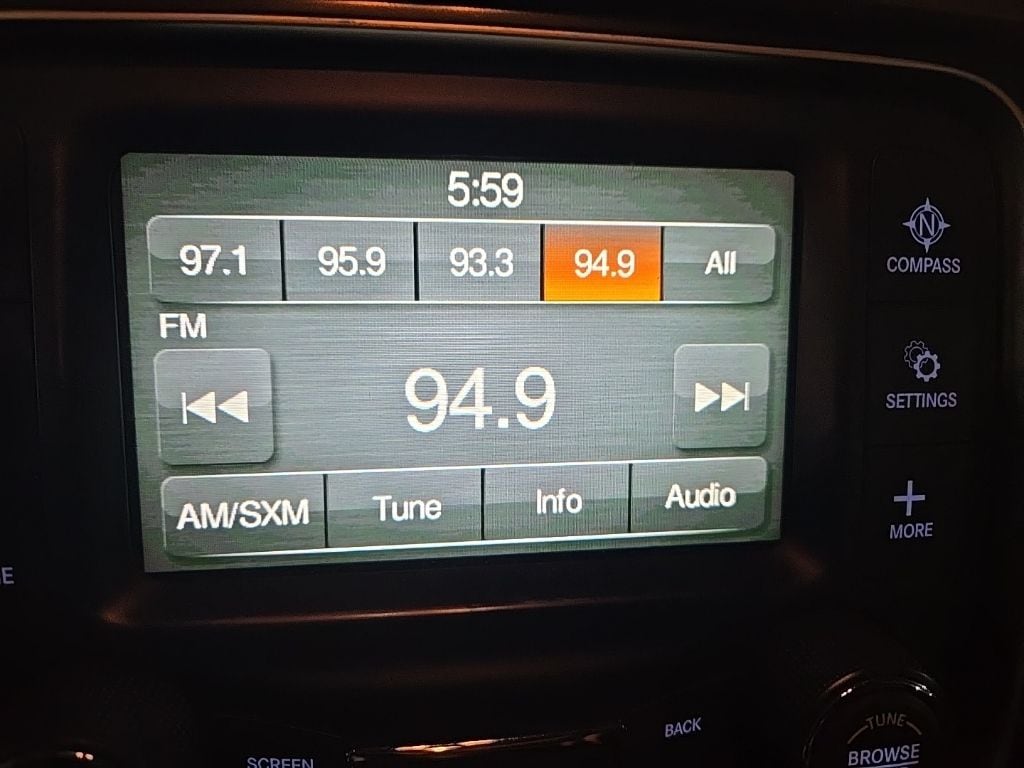 5:59
97.1 95.9 93.3 94.9 All
FM
94.9
AM/SXM Tune Info Audio
N
COMPASS
SETTINGS
MORE
SCREEN
BACK
TUNE
BROWSE